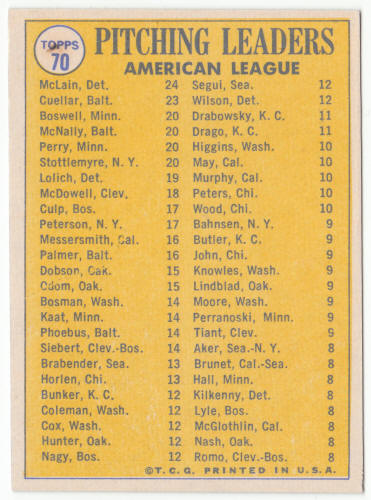 TOPPS
70
PITCHING LEADERS
AMERICAN LEAGUE
McLain, Det. 24 Segui, Sea. 12
Cuellar, Balt. 23 Wilson, Det. 12
Boswell, Minn. 20 Drabowsky, K. C. 11
McNally, Balt. 20 Drago, K. C. 11
Perry, Minn. 20 Higgins, Wash. 10
Stottlemyre, N. Y. 20 May, Cal. 10
Lolich, Det. 19 Murphy, Cal. 10
McDowell, Clev. 18 Peters, Chi. 10
Culp, Bos. 17 Wood, Chi. 10
Peterson, N. Y. 17 Bahnsen, N. Y. 9
Messersmith, Cal. 16 Butler, K. C. 9
Palmer, Balt. 16 John, Chi. 9
Dobson, Oak. 15 Knowles, Wash. 9
Odom, Oak. 15 Lindblad, Oak. 9
Bosman, Wash. 14 Moore, Wash. 9
Kaat, Minn. 14 Perranoski, Minn. 9
Phoebus, Balt. 14 Tiant, Clev. 9
Siebert, Clev.-Bos. 14 Aker, Sea.-N. Y. 8
Brabender, Sea. 13 Brunet, Cal.-Sea. 8
Horlen, Chi. 13 Hall, Minn. 8
Bunker, K. C. 12 Kilkenny, Det. 8
Coleman, Wash. 12 Lyle, Bos. 8
Cox, Wash. 12 McGlothlin, Cal. 8
Hunter, Oak. 12 Nash, Oak. 8
Nagy, Bos. 12 Romo, Clev.-Bos. 8
© T. C. G. PRINTED IN U. S. A.